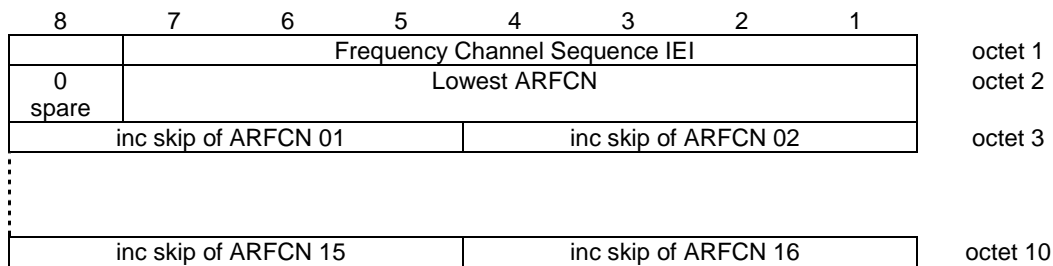 8 7 6 5 4 3 2 1
Frequency Channel Sequence IEI octet 1
0 Lowest ARFCN octet 2
spare
inc skip of ARFCN 01 inc skip of ARFCN 02 octet 3
inc skip of ARFCN 15 inc skip of ARFCN 16 octet 10